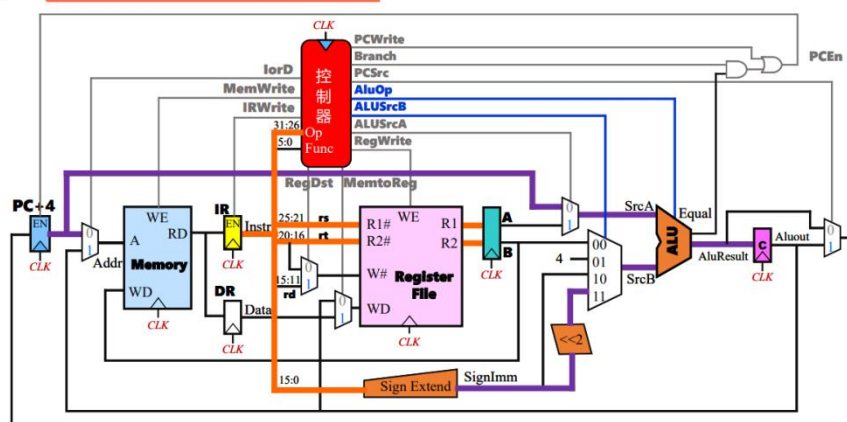 CLK
PCWrite
Branch
PCEn
PCSrc
IorD
MemWrite
IRWrite
控制器
AluOp
ALUSrcB
ALUSrcA
RegWrite
31:26
Op
5:0
Func
RegDst
MemtoReg
PC+4
EN
CLK
0
1
Addr
WE
A
RD
Memory
WD
CLK
IR
EN
Instr
CLK
DR
Data
CLK
25:21
rs
20:16
rt
15:11
rd
0
1
0
1
WE
R1#
R1
R2#
R2
W#
Register
File
WD
CLK
A
B
CLK
0
1
SrcA
4
00
01
10
11
SrcB
ALU
Equal
AluResult
C
CLK
Aluout
0
1
<<2
15:0
Sign Extend
SignImm